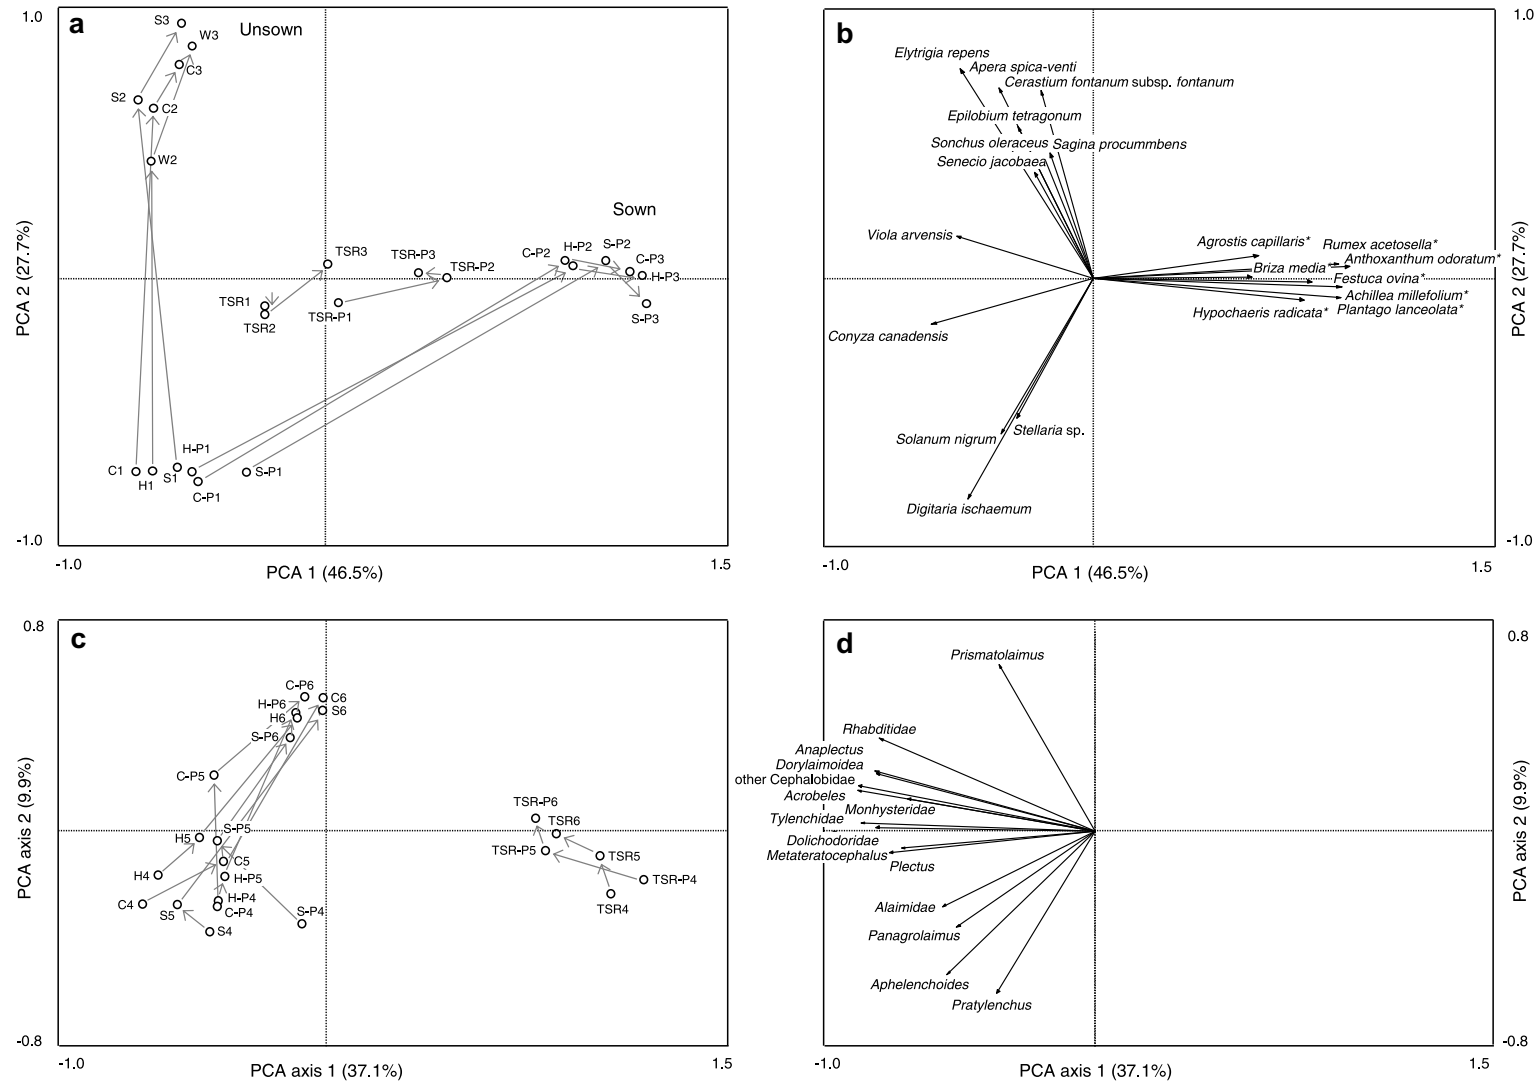 a
1.0
Unsown
S3
W3
C3
S2
C2
W2
Sown
TSR3
TSR-P3
TSR-P2
C-P2
H-P2
S-P2
C-P3
H-P3
S-P3
TSR1
TSR2
TSR-P1
C1
H1
S1
H-P1
C-P1
S-P1
PCA 2 (27.7%)
-1.0
-1.0
1.5
PCA 1 (46.5%)
b
1.0
Elytrigia repens
Apera spica-venti
Cerastium fontanum subsp. fontanum
Epilobium tetragonum
Sonchus oleraceus
Sagina procummbens
Senecio jacobaea
Viola arvensis
Agrostis capillaris*
Rumex acetosella*
Anthoxanthum odoratum*
Briza media*
Festuca ovina*
Achillea millefolium*
Hypochaeris radicata*
Plantago lanceolata*
Conyza canadensis
Solanum nigrum
Stellaria sp.
Digitaria ischaemum
PCA 2 (27.7%)
-1.0
-1.0
1.5
PCA 1 (46.5%)
c
0.8
C-P6
C6
H-P6
H6
S6
S-P6
C-P5
H5
S-P5
C5
H4
H-P5
C4
S5
H-P4
C-P4
S4
S-P4
TSR-P6
TSR6
TSR-P5
TSR5
TSR-P4
TSR4
PCA axis 2 (9.9%)
-0.8
-1.0
1.5
PCA axis 1 (37.1%)
d
0.8
Prismatolaimus
Rhabditidae
Anaplectus
Dorylaimoidea
other Cephalobidae
Acrobeles
Monhysteridae
Tylenchidae
Dolichodoridae
Metateratocephalus
Plectus
Alaimidae
Panagrolaimus
Aphelenchoides
Pratylenchus
PCA axis 2 (9.9%)
-0.8
-1.0
1.5
PCA axis 1 (37.1%)